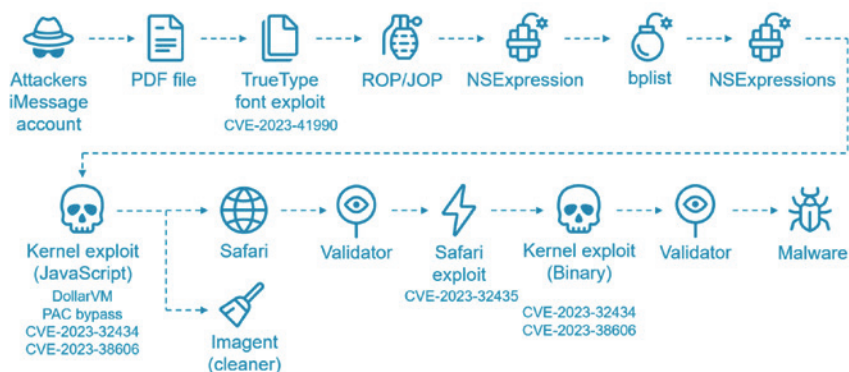 Attackers
iMessage
account
PDF file
TrueType
font exploit
CVE-2023-41990
ROP/JOP
NSExpression
bplist
NSExpressions
Kernel exploit
(JavaScript)
DollarVM
PAC bypass
CVE-2023-32434
CVE-2023-38606
Safari
Imagent
(cleaner)
Validator
Safari
exploit
CVE-2023-32435
Kernel exploit
(Binary)
CVE-2023-32434
CVE-2023-38606
Validator
Malware